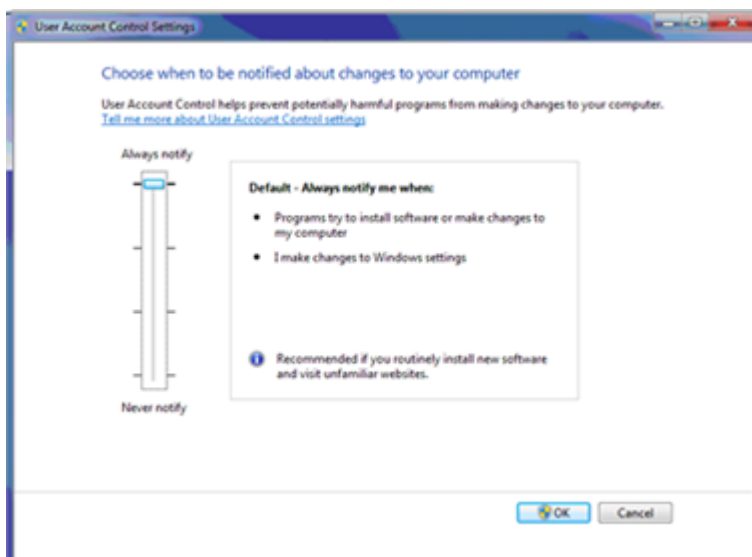 User Account Control Settings
Choose when to be notified about changes to your computer
User Account Control helps prevent potentially harmful programs from making changes to your computer.
Tell me more about User Account Control settings
Always notify
Default - Always notify me when:
• Programs try to install software or make changes to
my computer
• I make changes to Windows settings
Recommended if you routinely install new software
and visit unfamiliar websites.
Never notify
OK Cancel